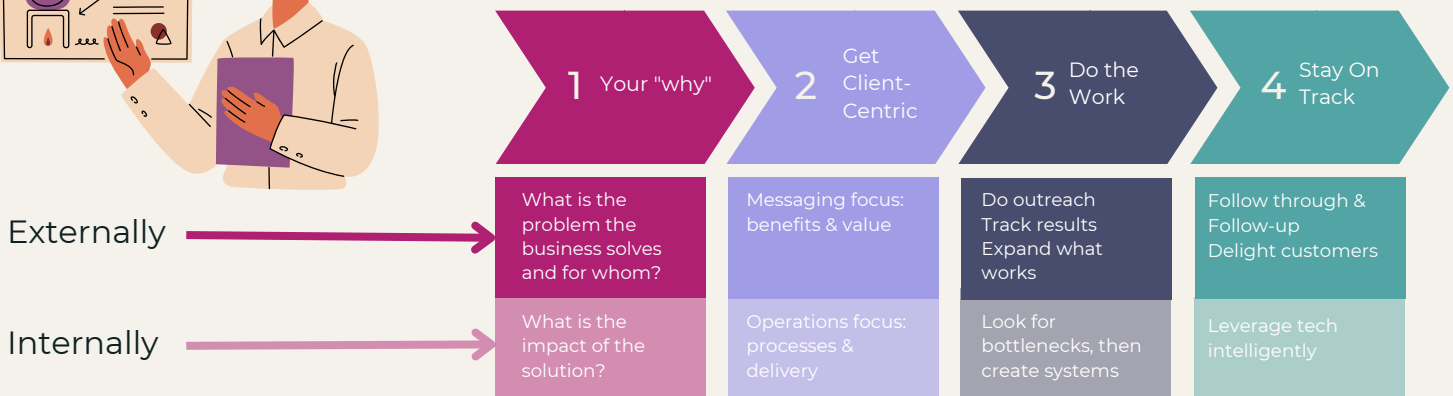 1 Your "why"
2 Get
Client-
Centric
3 Do the
Work
4 Stay On
Track
Externally
What is the
problem the
business solves
and for whom?
Messaging focus:
benefits & value
Do outreach
Track results
Expand what
works
Follow through &
Follow-up
Delight customers
Internally
What is the
impact of the
solution?
Operations focus:
processes &
delivery
Look for
bottlenecks, then
create systems
Leverage tech
intelligently